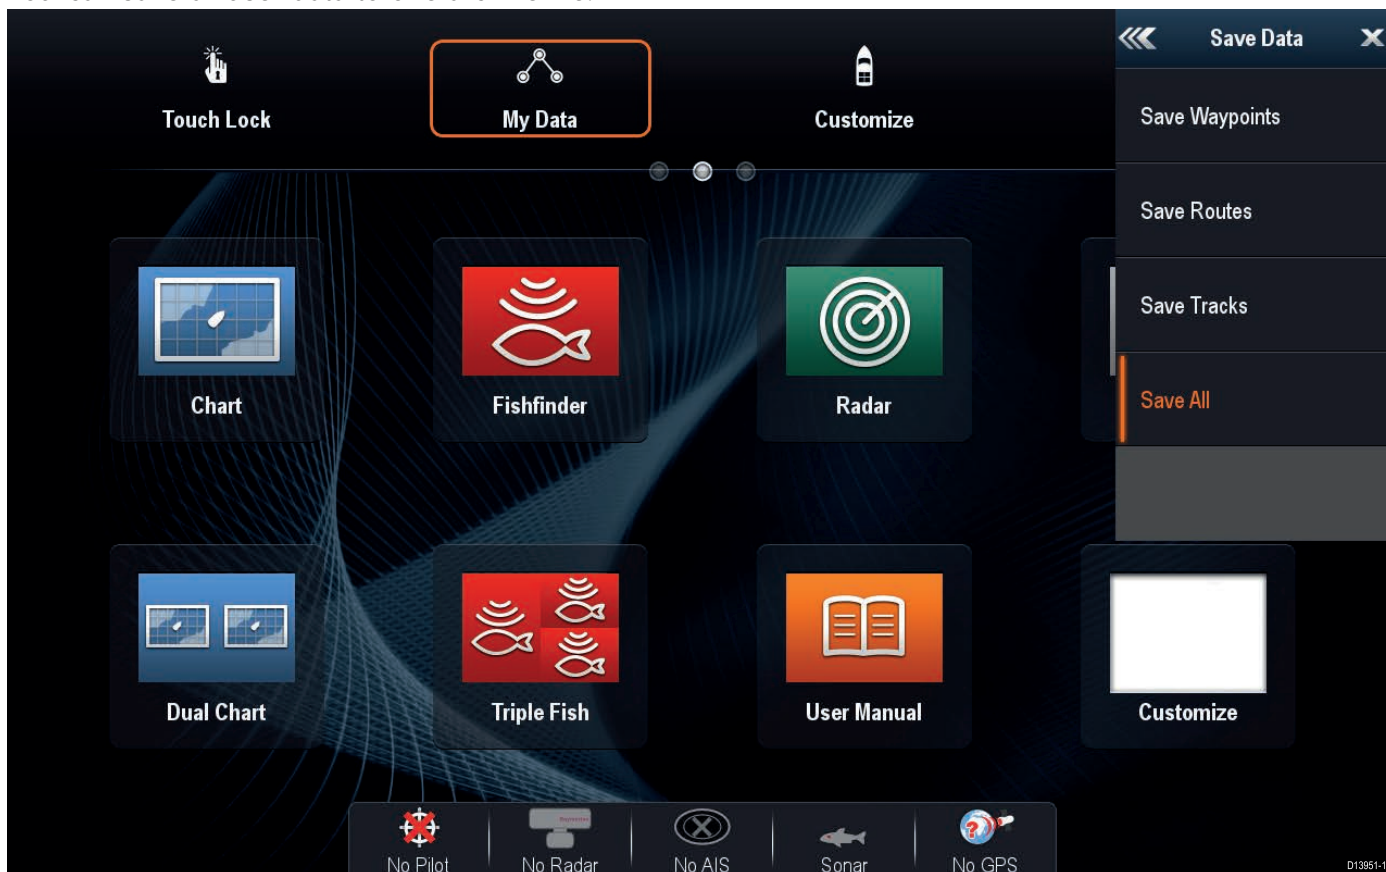 Save Data
Touch Lock
My Data
Customize
Save Waypoints
Save Routes
Save Tracks
Save All
Chart
Fishfinder
Radar
Dual Chart
Triple Fish
User Manual
Customize
No Pilot
No Radar
No AIS
Sonar
No GPS
D13951-1